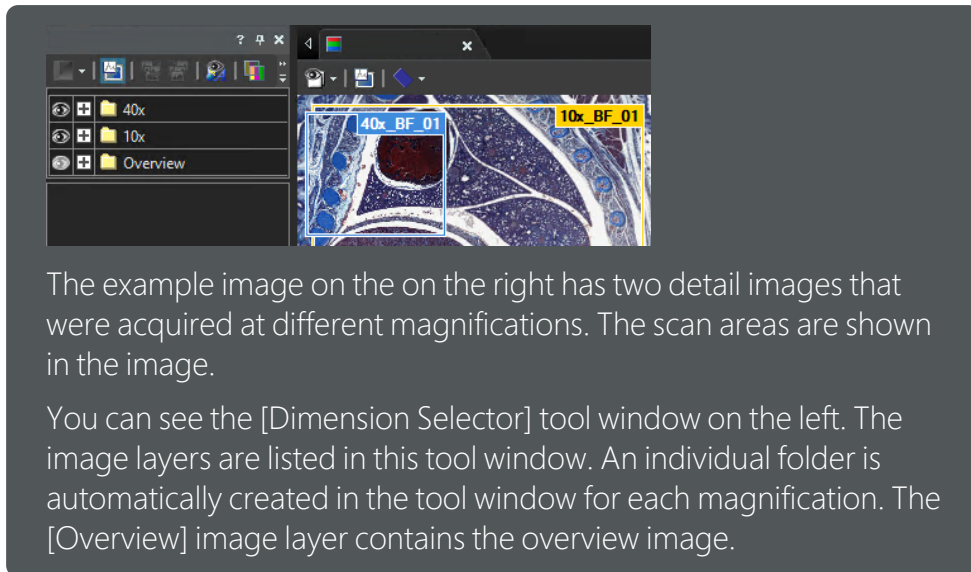 40x
10x
Overview
40x_BF_01
10x_BF_01
The example image on the on the right has two detail images that
were acquired at different magnifications. The scan areas are shown
in the image.
You can see the [Dimension Selector] tool window on the left. The
image layers are listed in this tool window. An individual folder is
automatically created in the tool window for each magnification. The
[Overview] image layer contains the overview image.